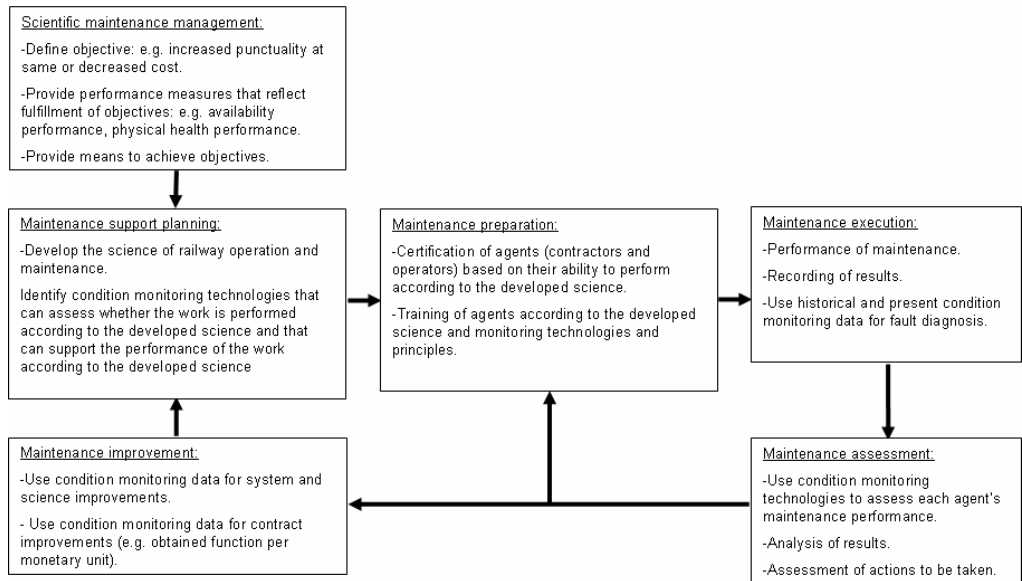 Scientific maintenance management:
-Define objective: e.g. increased punctuality at
same or decreased cost.
-Provide performance measures that reflect
fulfillment of objectives: e.g. availability
performance, physical health performance.
-Provide means to achieve objectives.
Maintenance support planning:
-Develop the science of railway operation and
maintenance.
Identify condition monitoring technologies that
can assess whether the work is performed
according to the developed science and that
can support the performance of the work
according to the developed science
Maintenance preparation:
-Certification of agents (contractors and
operators) based on their ability to perform
according to the developed science.
-Training of agents according to the developed
science and monitoring technologies and
principles.
Maintenance execution:
-Performance of maintenance.
-Recording of results.
-Use historical and present condition
monitoring data for fault diagnosis.
Maintenance improvement:
-Use condition monitoring data for system and
science improvements.
- Use condition monitoring data for contract
improvements (e.g. obtained function per
monetary unit).
Maintenance assessment:
-Use condition monitoring
technologies to assess each agent's
maintenance performance.
-Analysis of results.
-Assessment of actions to be taken.